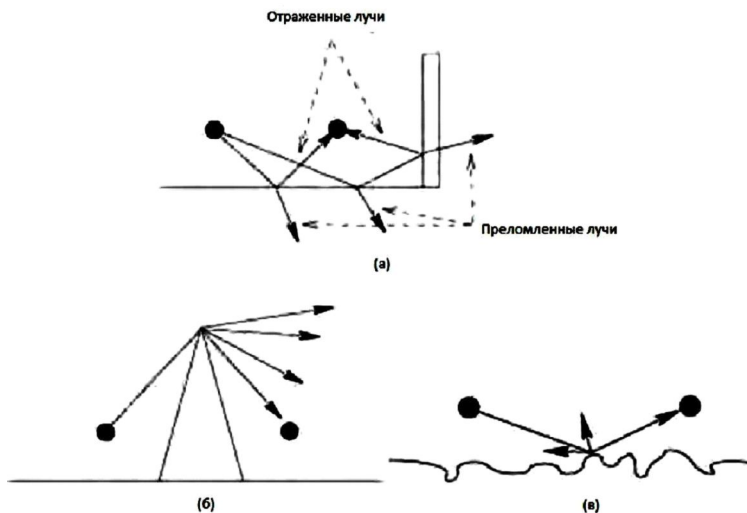 Отраженные лучи
Преломленные лучи
(а)
(б)
(в)